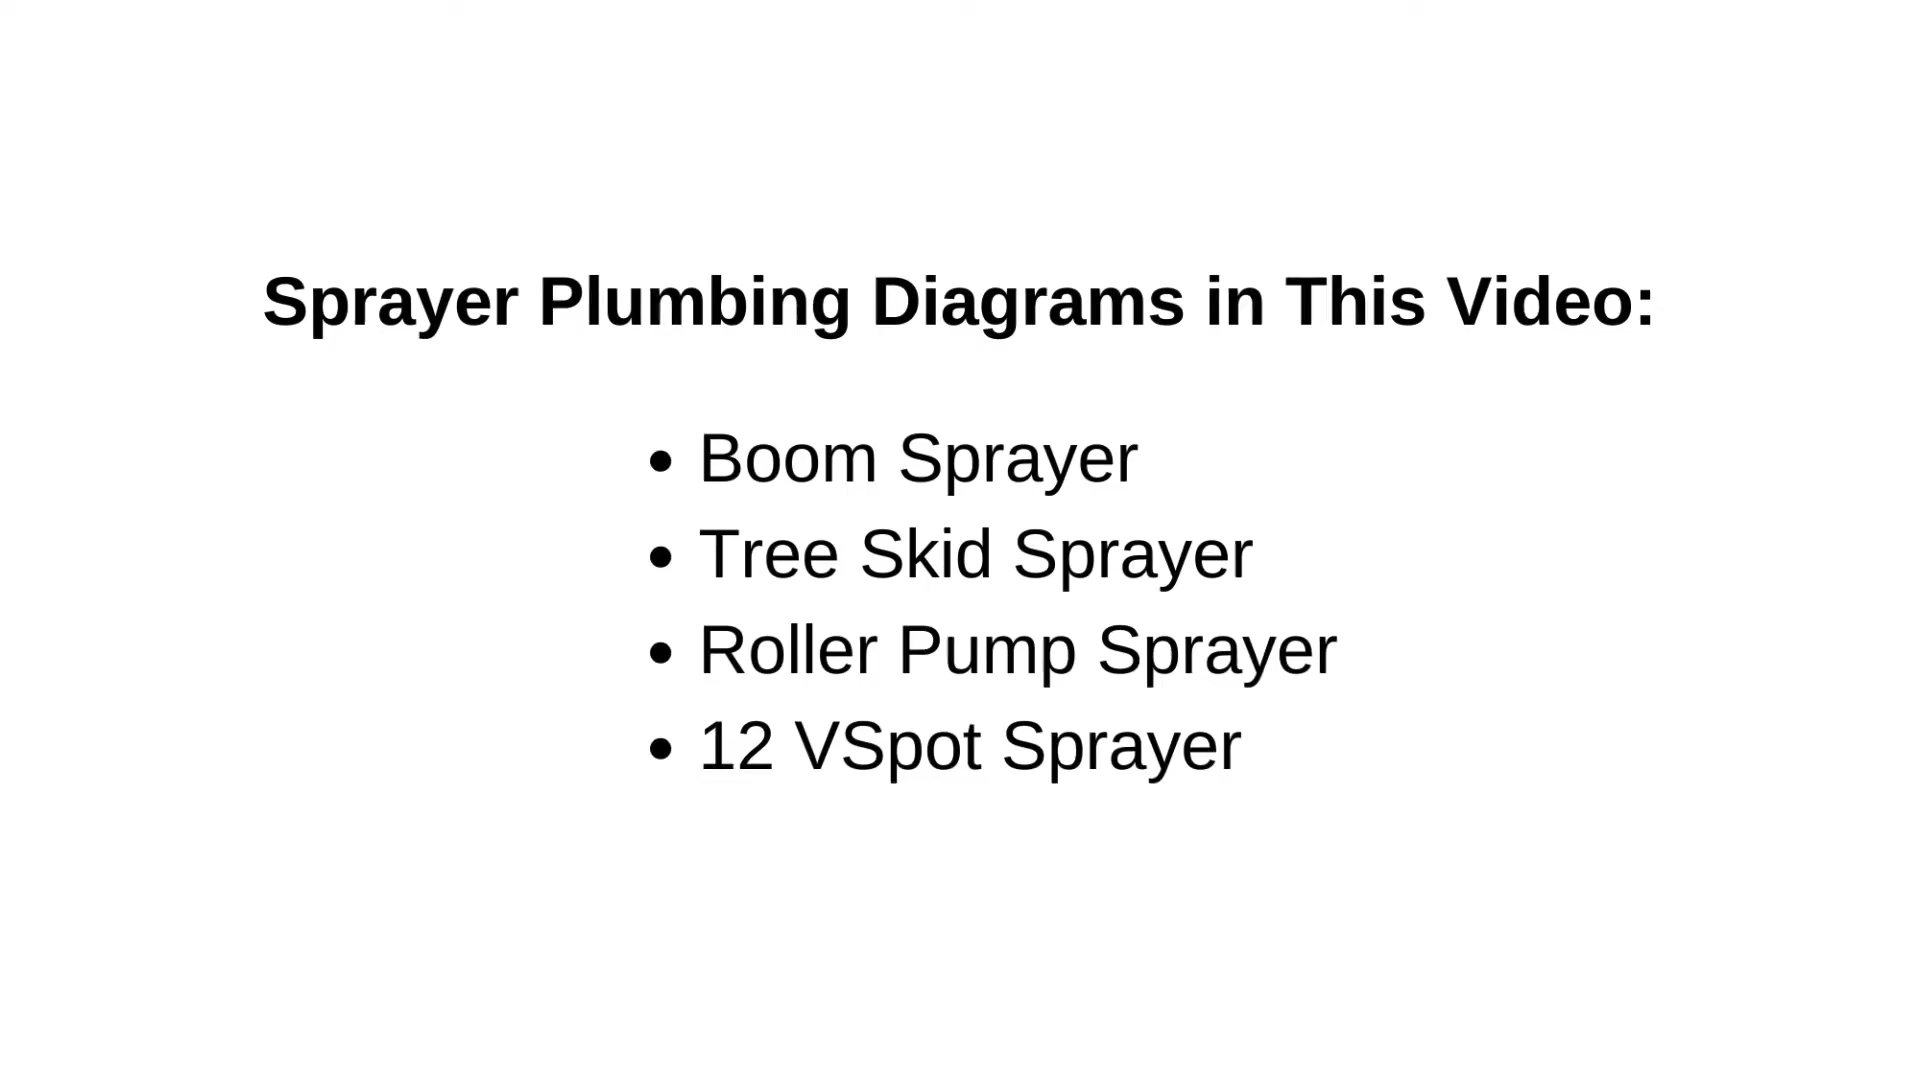 Sprayer Plumbing Diagrams in This Video:
• Boom Sprayer
• Tree Skid Sprayer
• Roller Pump Sprayer
• 12 VSpot Sprayer